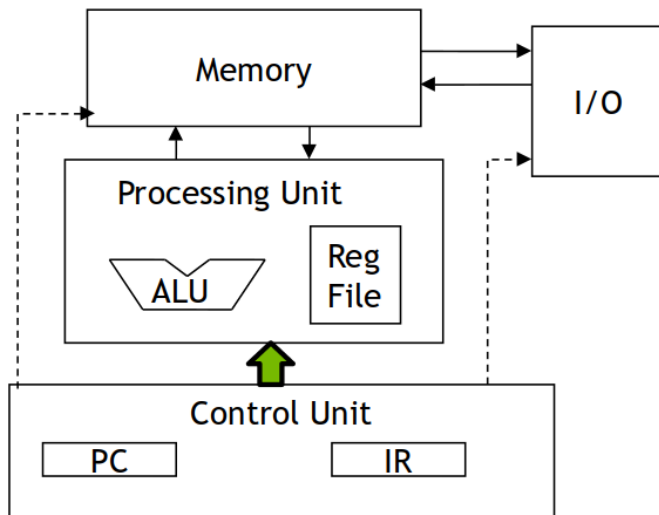 Memory
I/O
Processing Unit
ALU
Reg
File
Control Unit
PC
IR